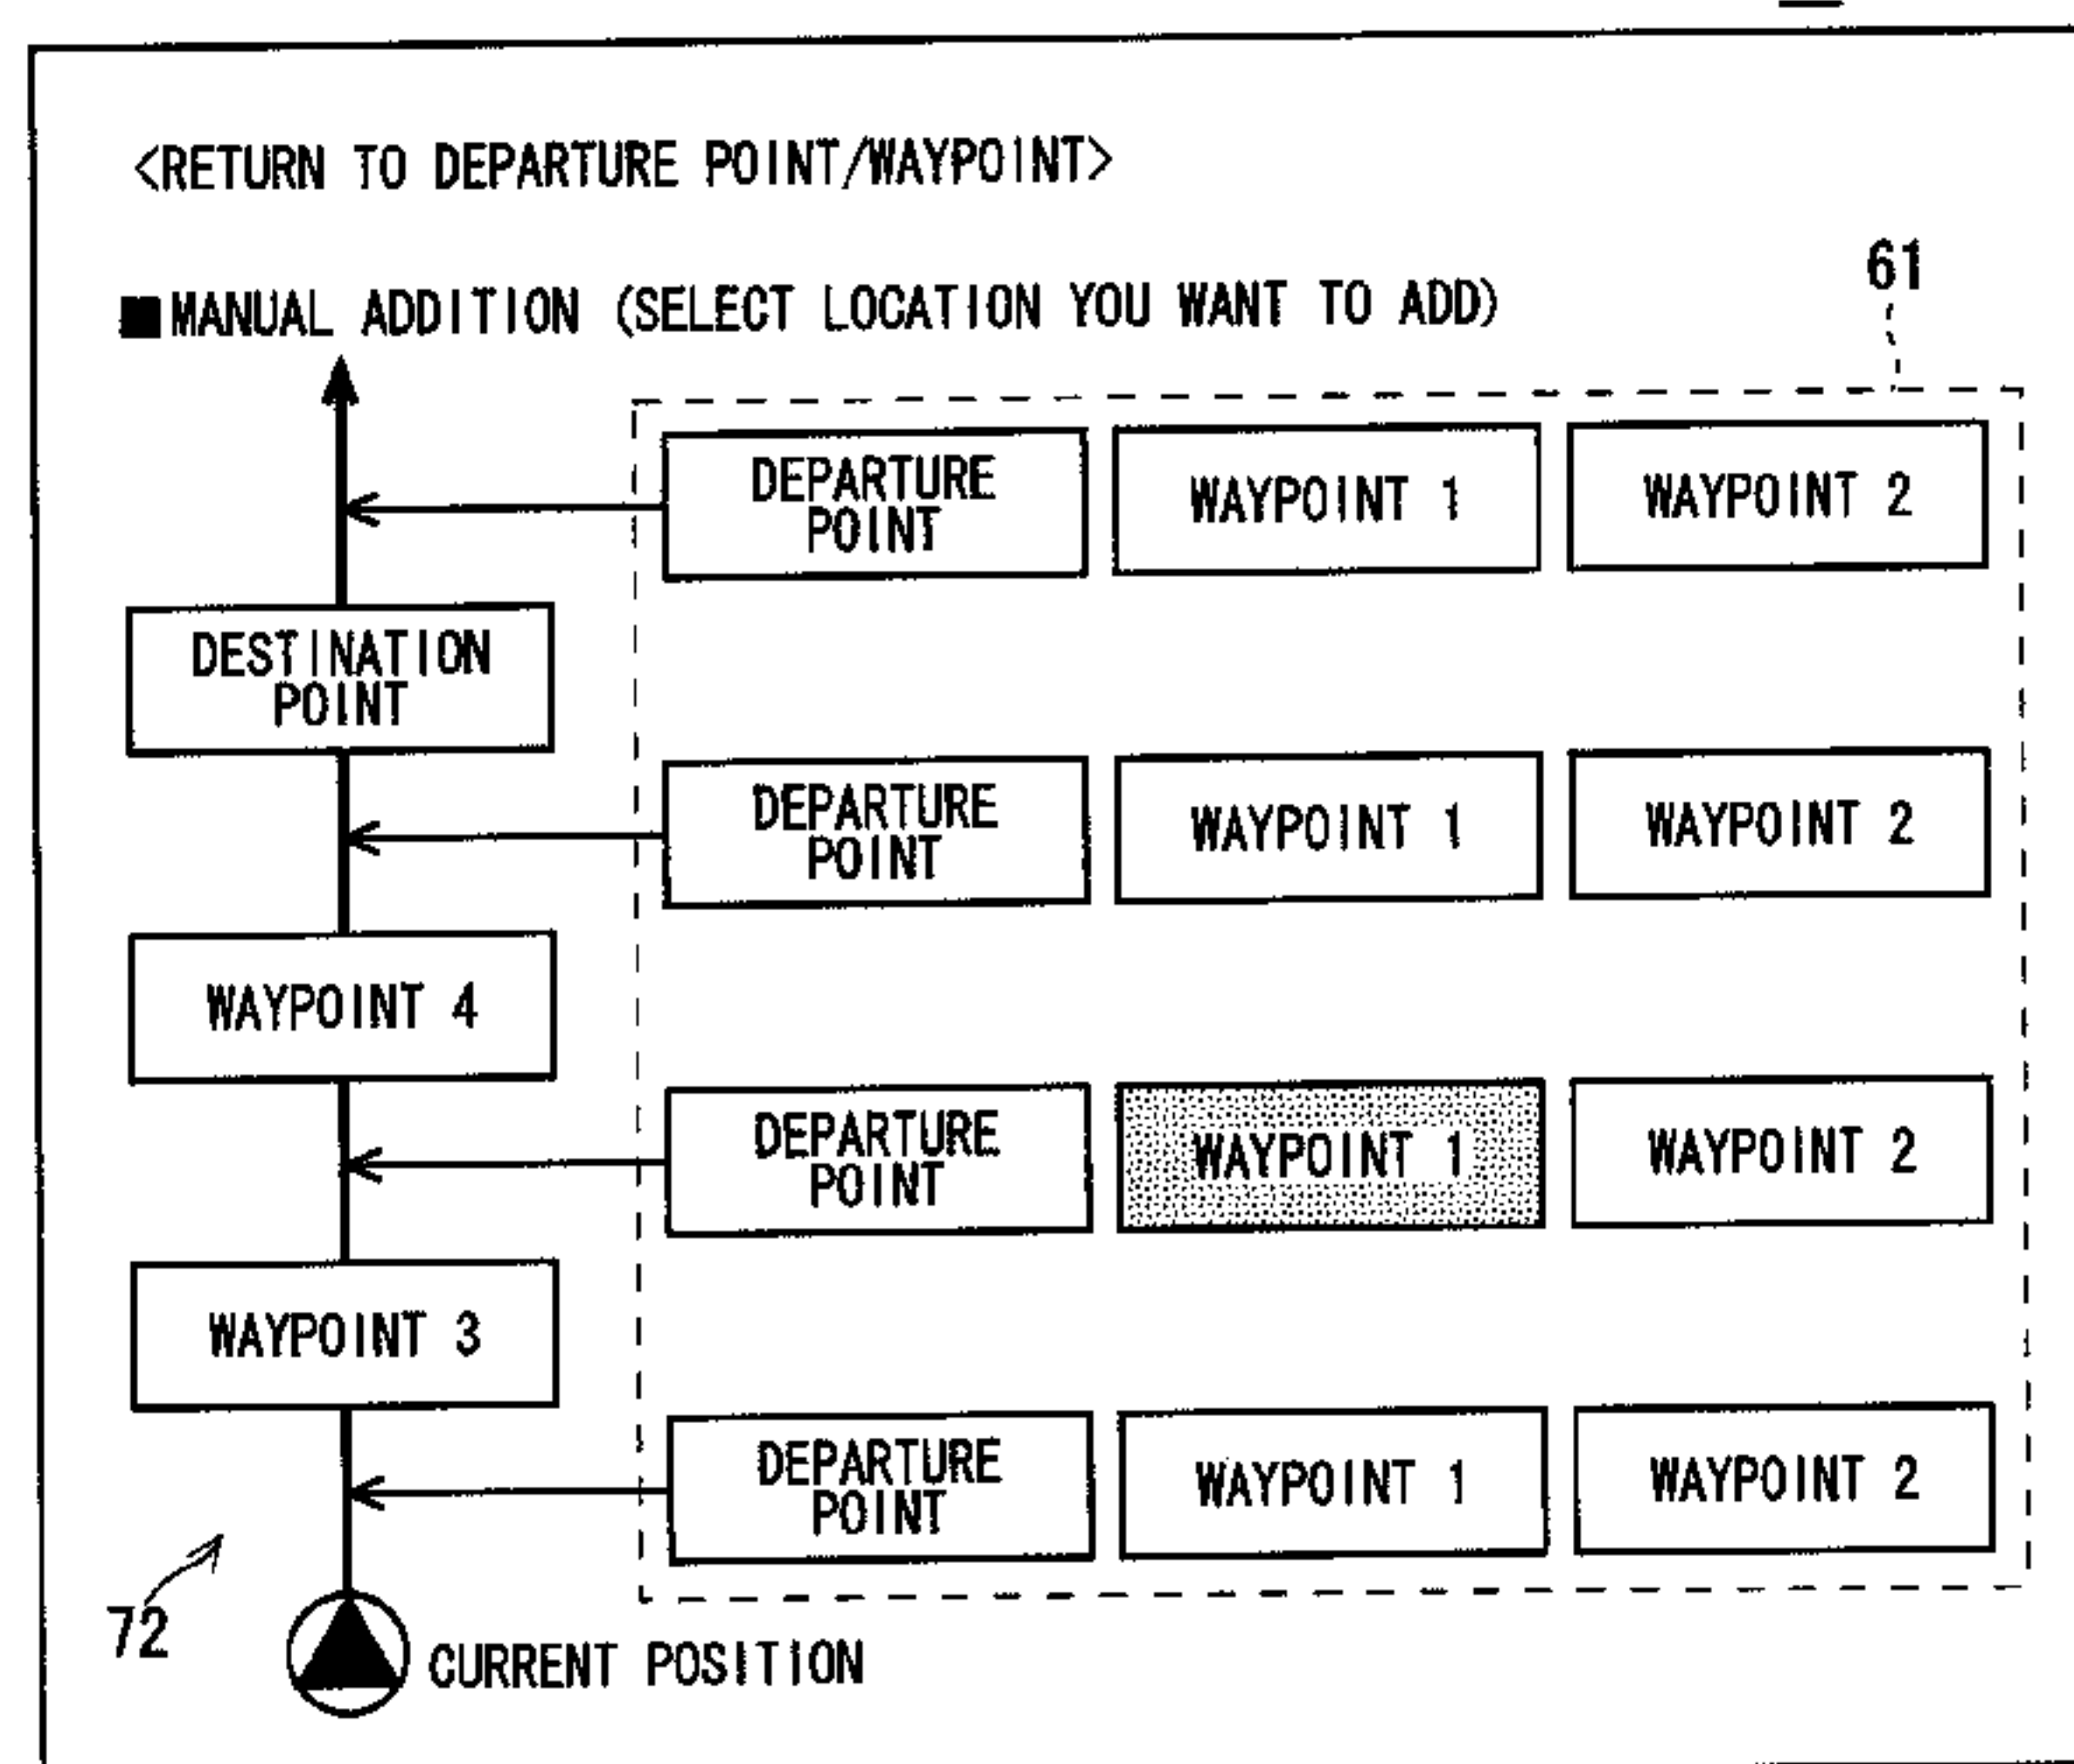 <RETURN TO DEPARTURE POINT/WAYPOINT>
61
■MANUAL ADDITION (SELECT LOCATION YOU WANT TO ADD)
DEPARTURE
POINT
WAYPOINT 1
WAYPOINT 2
DESTINATION
POINT
DEPARTURE
POINT
WAYPOINT 1
WAYPOINT 2
WAYPOINT 4
DEPARTURE
POINT
WAYPOINT 1
WAYPOINT 2
WAYPOINT 3
DEPARTURE
POINT
WAYPOINT 1
WAYPOINT 2
72
CURRENT POSITION